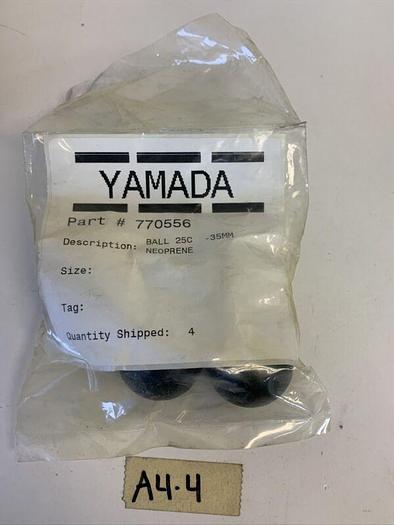 YAMADA
Part # 770556
Description: BALL 25C -35MM
NEOPRENE
Size:
Tag:
Quantity Shipped: 4
A4-4